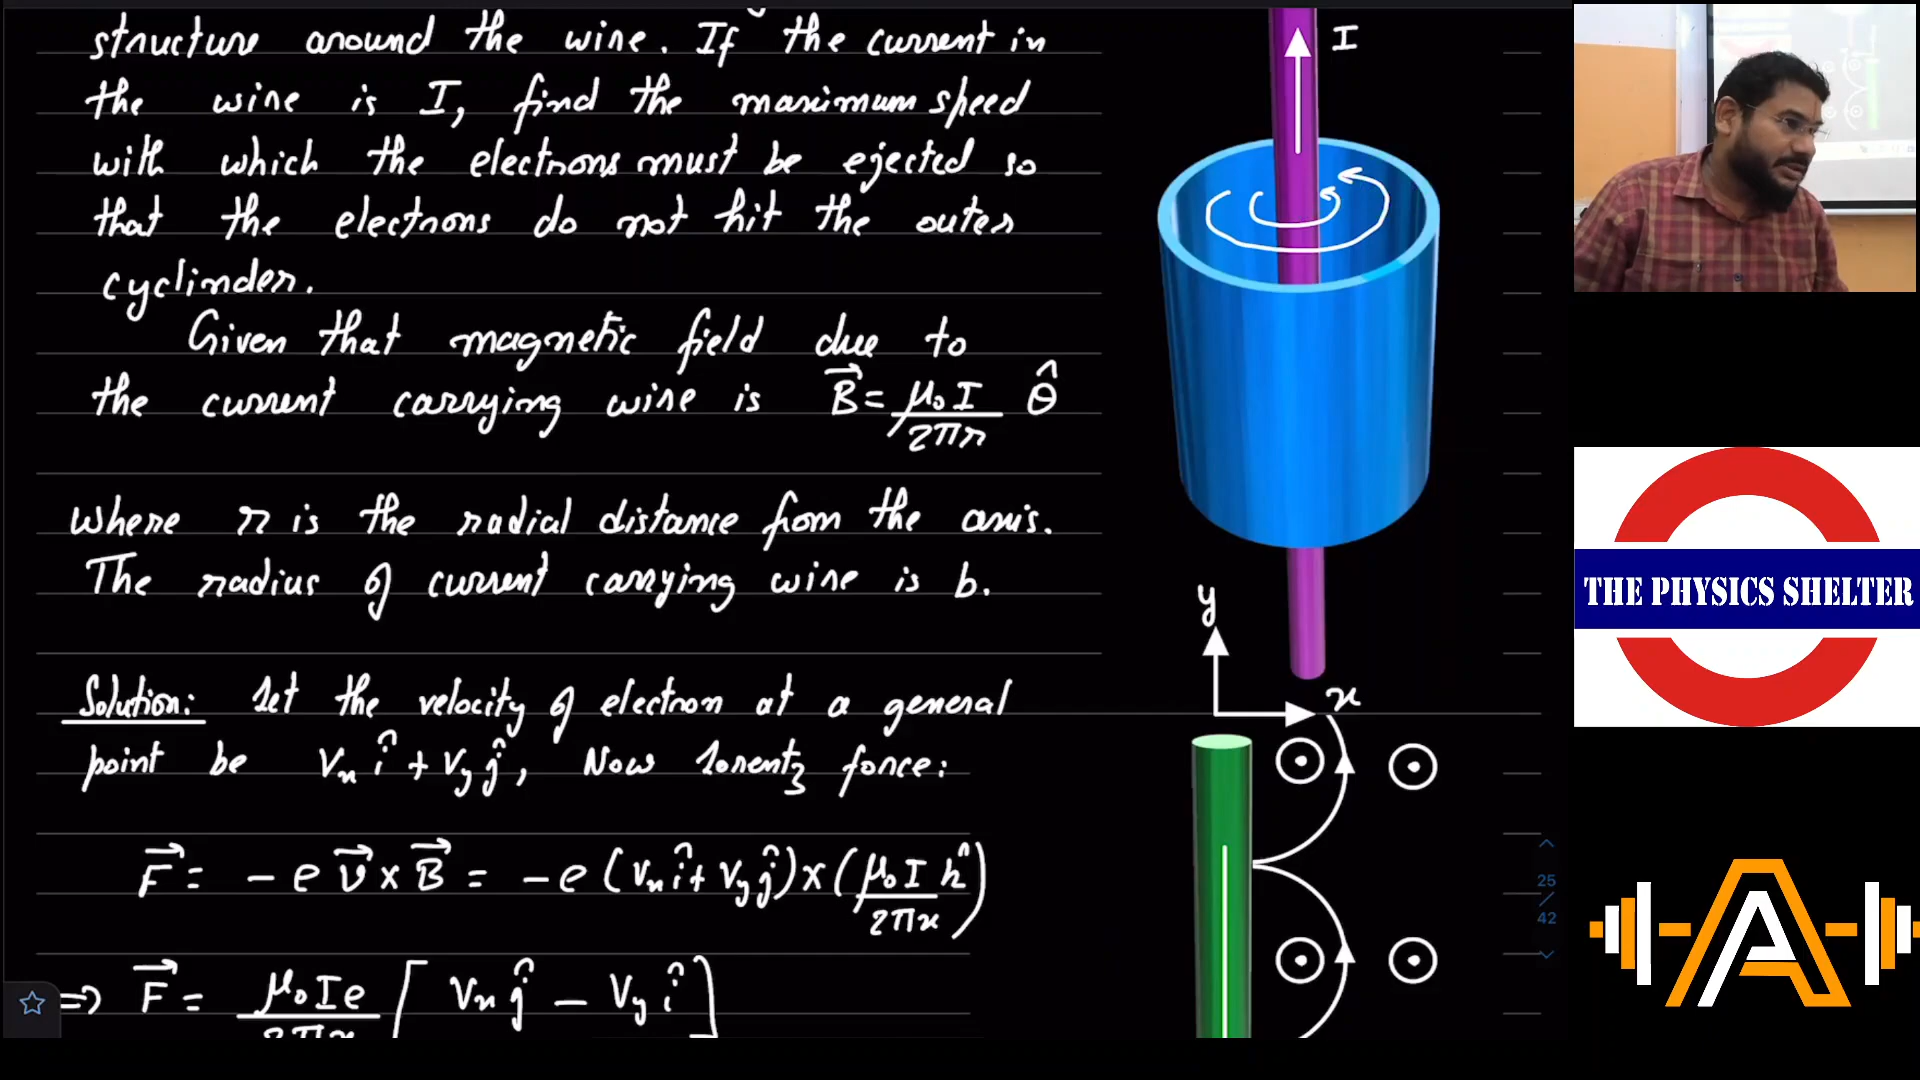 structure around the wire. If the current in
the wire is I, find the maximum speed
with which the electrons must be ejected so
that the electrons do not hit the outer
cyclinder.
Given that magnetic field due to
the current carrying wire is B⃗ = μ₀I/2πr θ̂
where r is the radial distance from the axis.
The radius of current carrying wire is b.
Solution: Let the velocity of electron at a general
point be vₓ î + v_y ĵ, Now Lorentz force:
F⃗ = -e v⃗ × B⃗ = -e (vₓ î + v_y ĵ) × (μ₀I/2πx k̂)
⇒ F⃗ = μ₀Ie/2πx [vₓ ĵ - v_y î]
I
y
x
25
/
42
THE PHYSICS SHELTER